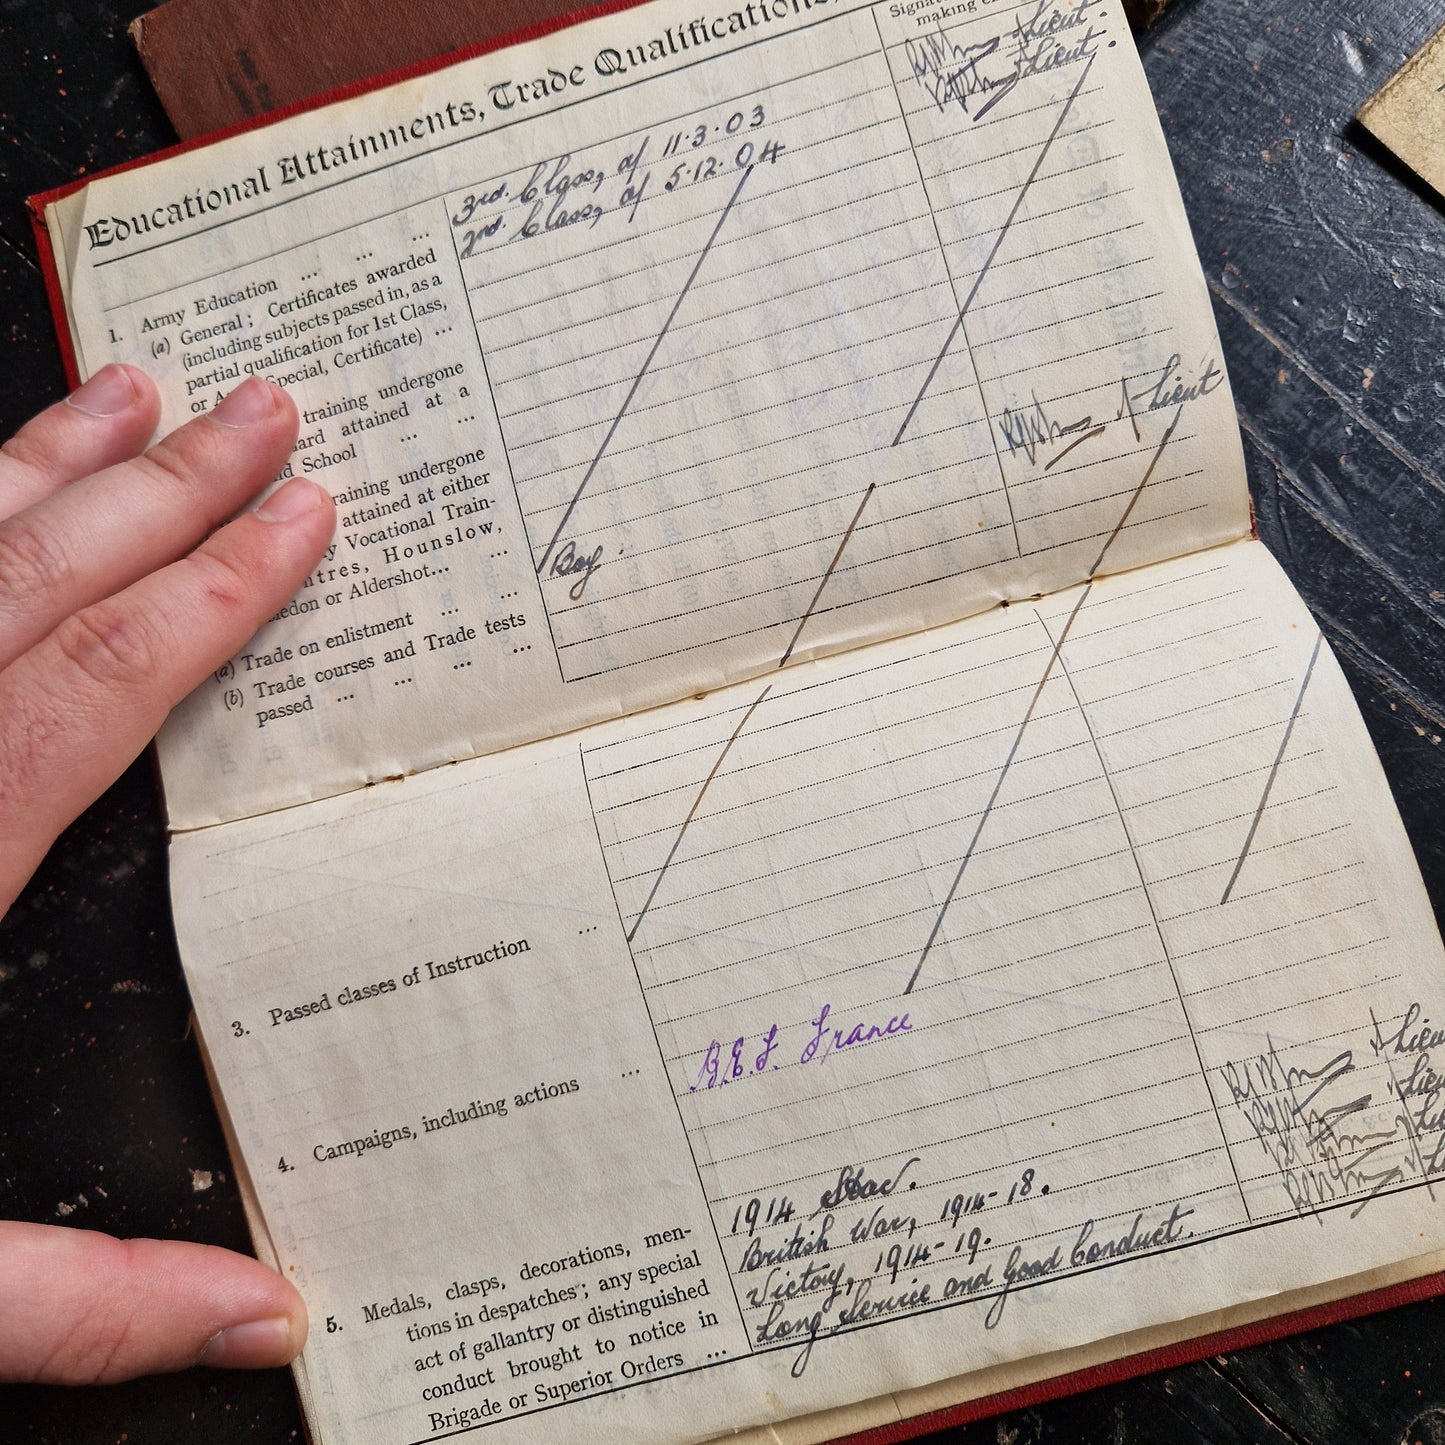 Educational Attainments, Trade Qualifications,
making
1. Army Education ... ... ...
(a) General; Certificates awarded
(including subjects passed in, as a
partial qualification for 1st Class,
or Special, Certificate) ...
3rd. Class, of 11.3.03
2nd. Class, of 5.12.04
Lieut.
Lieut.
training undergone
attained at a
School ... ...
undergone
attained at either
Vocational Train-
Hounslow,
or Aldershot... ...
Lieut
(a) Trade on enlistment ... ...
Boy.
(b) Trade courses and Trade tests
passed ... ... ... ...
3. Passed classes of Instruction ...
4. Campaigns, including actions ...
B.E.F. France
5. Medals, clasps, decorations, men-
tions in despatches; any special
act of gallantry or distinguished
conduct brought to notice in
Brigade or Superior Orders ...
1914 Star.
British War, 1914-18.
Victory, 1914-19.
Long Service and Good Conduct.